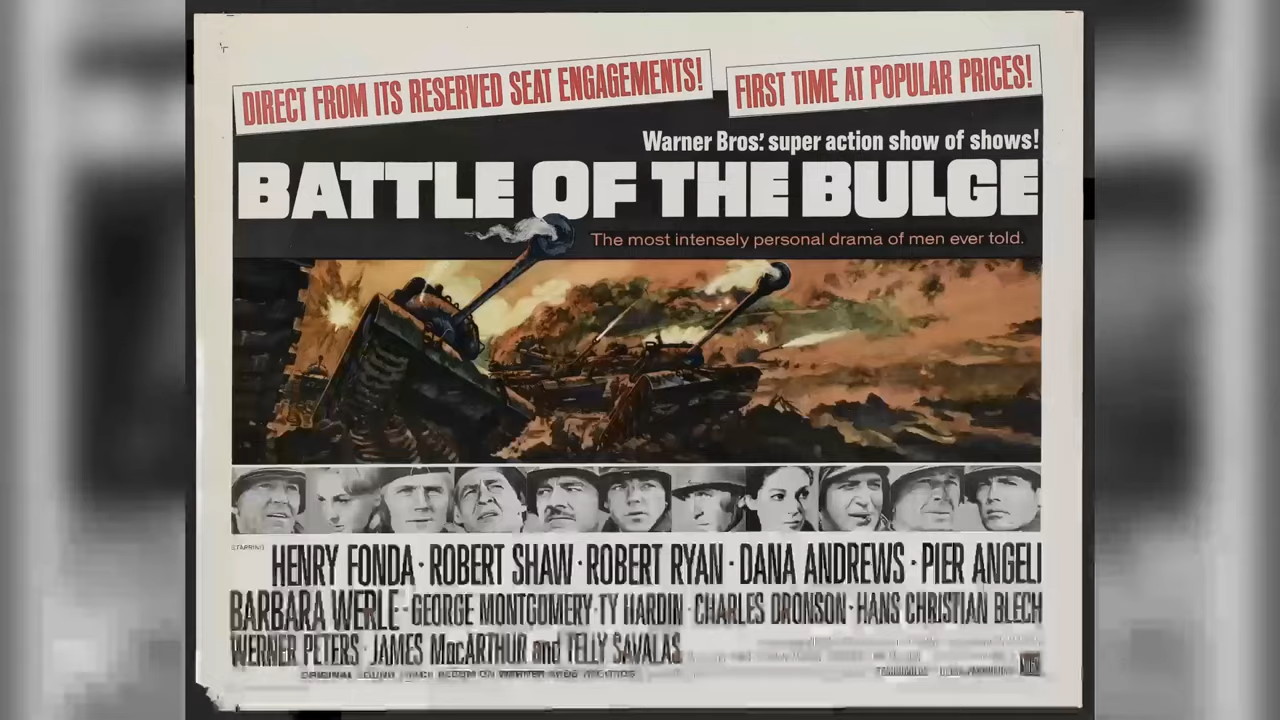 DIRECT FROM ITS RESERVED SEAT ENGAGEMENTS!
FIRST TIME AT POPULAR PRICES!
Warner Bros.' super action show of shows!
BATTLE OF THE BULGE
The most intensely personal drama of men ever told.
STARRING
HENRY FONDA · ROBERT SHAW · ROBERT RYAN · DANA ANDREWS · PIER ANGELI
BARBARA WERLE · GEORGE MONTGOMERY · TY HARDIN · CHARLES BRONSON · HANS CHRISTIAN BLECH
WERNER PETERS · JAMES MacARTHUR and TELLY SAVALAS
ORIGINAL